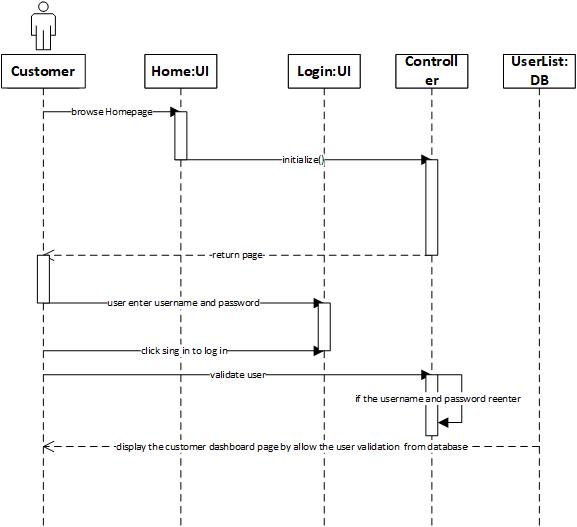 Customer
Home:UI
Login:UI
Controll
er
UserList:
DB
browse Homepage
initialize()
return page
user enter username and password
click sing in to log in
validate user
if the username and password reenter
display the customer dashboard page by allow the user validation from database